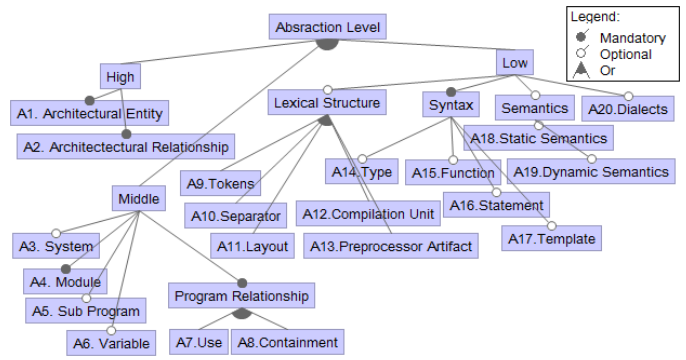 Absraction Level
Legend:
Mandatory
Optional
Or
High
Low
A1. Architectural Entity
A2. Architectectural Relationship
Lexical Structure
Syntax
Semantics
A20.Dialects
A18.Static Semantics
A19.Dynamic Semantics
A14.Type
A15.Function
A16.Statement
A17.Template
A9.Tokens
A10.Separator
A11.Layout
A12.Compilation Unit
A13.Preprocessor Artifact
Middle
A3. System
A4. Module
A5. Sub Program
A6. Variable
Program Relationship
A7.Use
A8.Containment